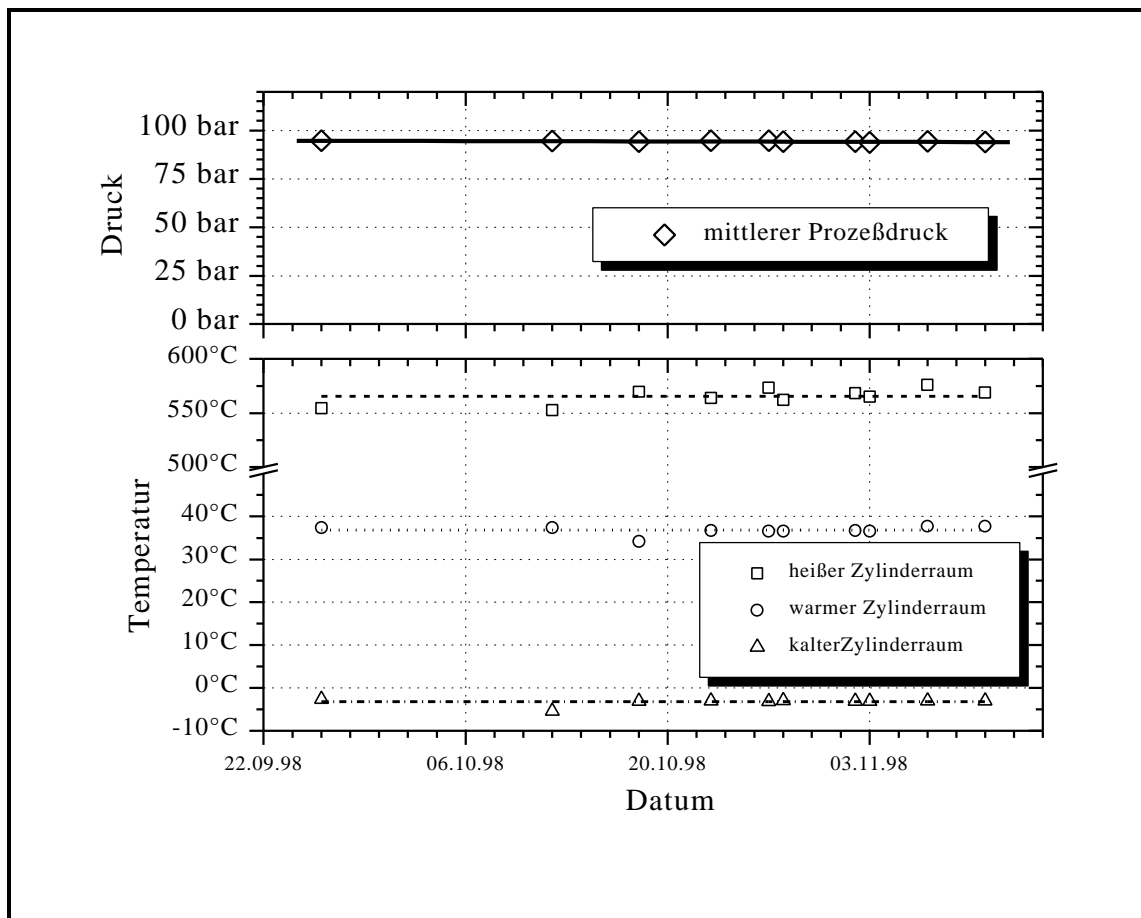 100 bar
75 bar
50 bar
25 bar
0 bar
Druck
mittlerer Prozeßdruck
600°C
550°C
500°C
40°C
30°C
20°C
10°C
0°C
-10°C
Temperatur
heißer Zylinderraum
warmer Zylinderraum
kalterZylinderraum
22.09.98
06.10.98
20.10.98
03.11.98
Datum